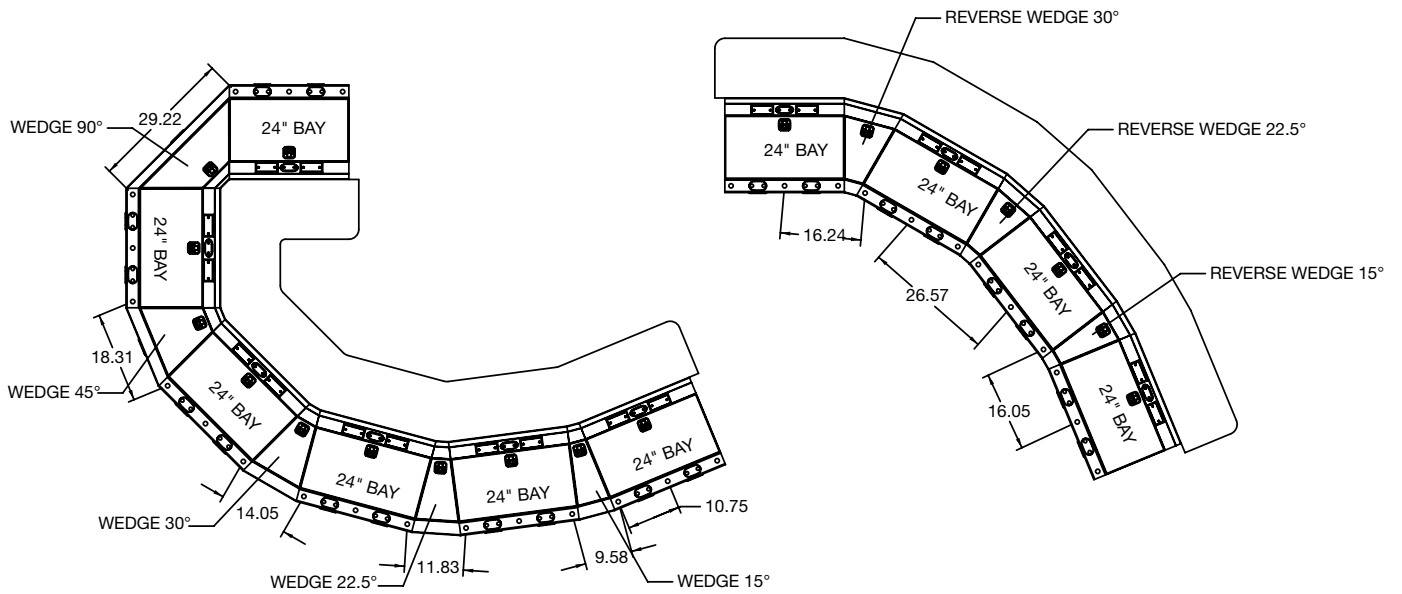 29.22
WEDGE 90°
24" BAY
24" BAY
18.31
WEDGE 45°
24" BAY
WEDGE 30°
14.05
24" BAY
WEDGE 22.5°
11.83
24" BAY
9.58
WEDGE 15°
24" BAY
10.75
REVERSE WEDGE 30°
24" BAY
REVERSE WEDGE 22.5°
16.24
24" BAY
REVERSE WEDGE 15°
26.57
24" BAY
16.05
24" BAY